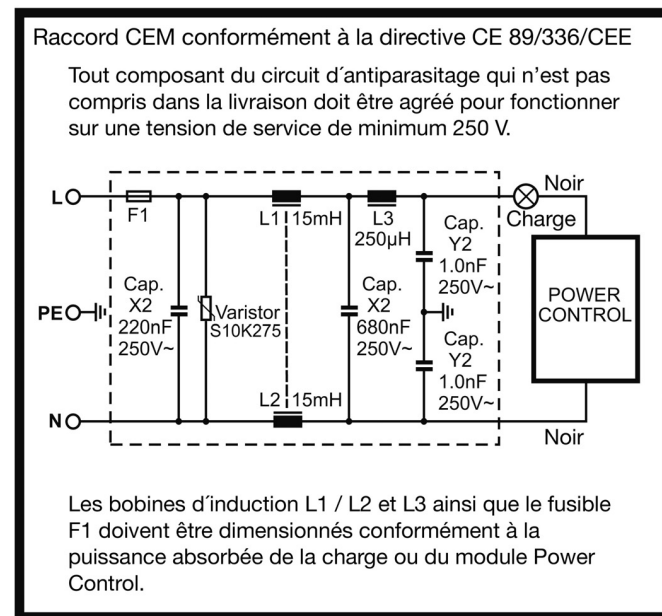 Raccord CEM conformément à la directive CE 89/336/CEE
Tout composant du circuit d´antiparasitage qui n’est pas
compris dans la livraison doit être agréé pour fonctionner
sur une tension de service de minimum 250 V.
L
F1
L1 15mH
L3
250µH
Noir
Charge
Cap.
Y2
1.0nF
250V~
PE
Cap.
X2
220nF
250V~
Varistor
S10K275
Cap.
X2
680nF
250V~
POWER
CONTROL
Cap.
Y2
1.0nF
250V~
L2 15mH
N
Noir
Les bobines d´induction L1 / L2 et L3 ainsi que le fusible
F1 doivent être dimensionnés conformément à la
puissance absorbée de la charge ou du module Power
Control.